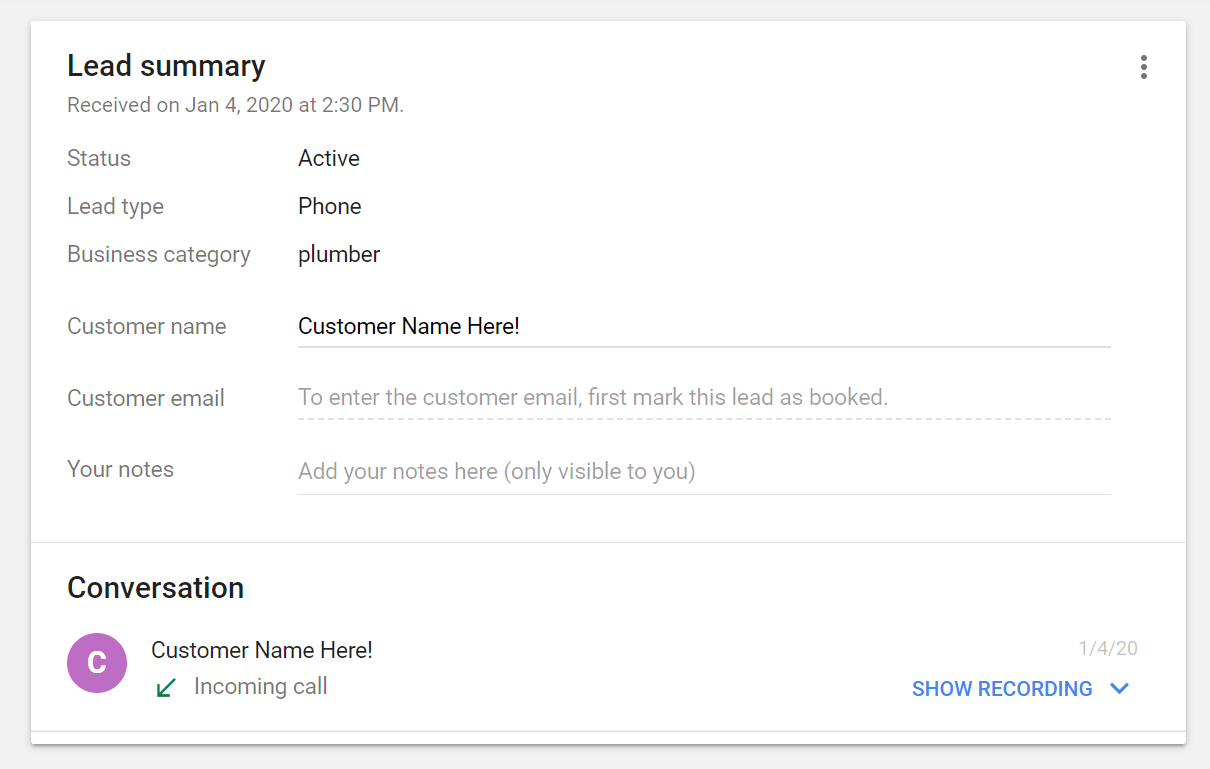 Lead summary
Received on Jan 4, 2020 at 2:30 PM.
Status Active
Lead type Phone
Business category plumber
Customer name Customer Name Here!
Customer email To enter the customer email, first mark this lead as booked.
Your notes Add your notes here (only visible to you)
Conversation
C
Customer Name Here! 1/4/20
Incoming call SHOW RECORDING